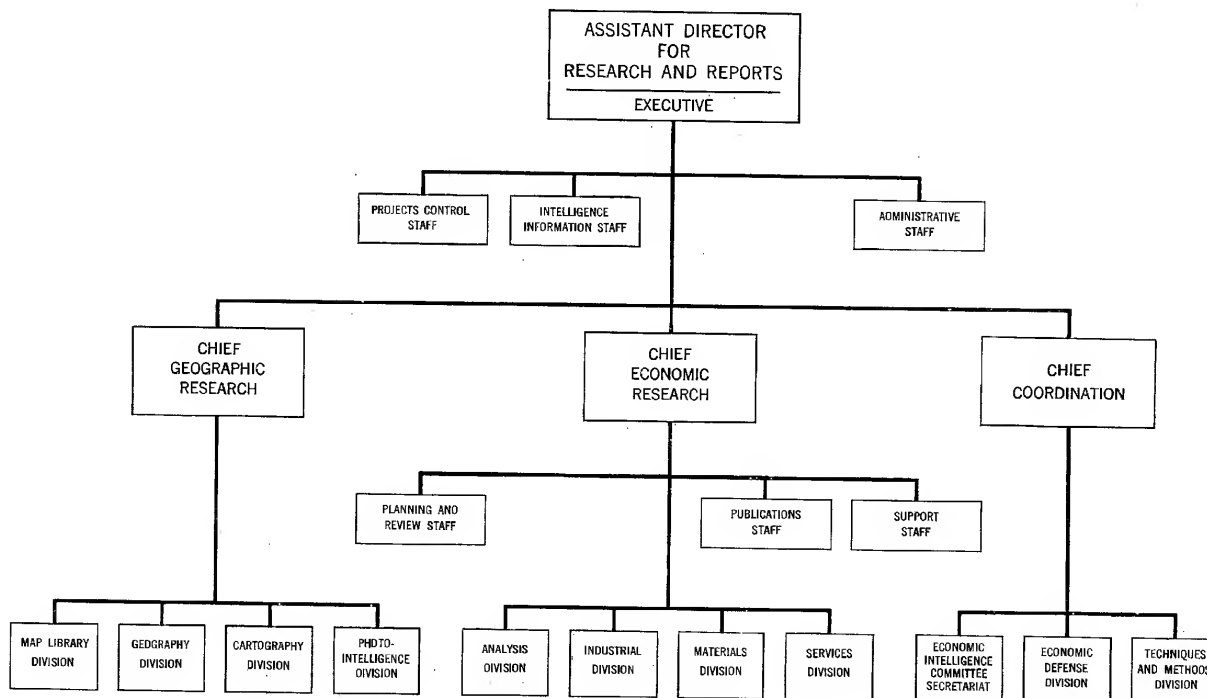 ASSISTANT DIRECTOR
FOR
RESEARCH AND REPORTS
EXECUTIVE
PROJECTS CONTROL
STAFF
INTELLIGENCE
INFORMATION STAFF
ADMINISTRATIVE
STAFF
CHIEF
GEOGRAPHIC
RESEARCH
CHIEF
ECONOMIC
RESEARCH
CHIEF
COORDINATION
PLANNING AND
REVIEW STAFF
PUBLICATIONS
STAFF
SUPPORT
STAFF
MAP LIBRARY
DIVISION
GEOGRAPHY
DIVISION
CARTOGRAPHY
DIVISION
PHOTO-
INTELLIGENCE
DIVISION
ANALYSIS
DIVISION
INDUSTRIAL
DIVISION
MATERIALS
DIVISION
SERVICES
DIVISION
ECONOMIC
INTELLIGENCE
COMMITTEE
SECRETARIAT
ECONOMIC
DEFENSE
DIVISION
TECHNIQUES
AND METHODS
DIVISION